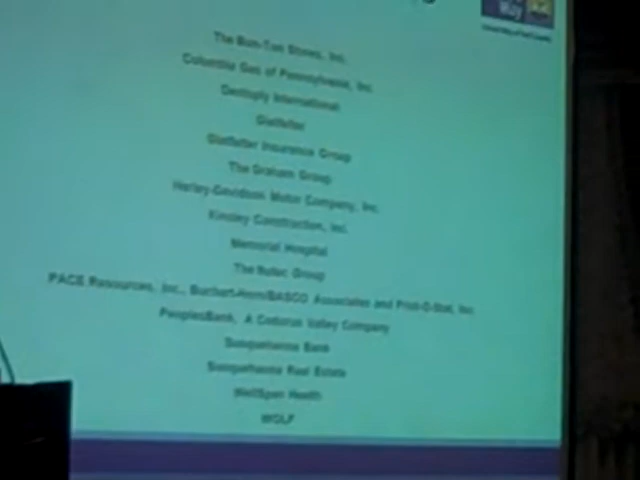 The Bon-Ton Stores, Inc.
Columbia Gas of Pennsylvania, Inc.
Dentsply International
Glatfelter
Glatfelter Insurance Group
The Graham Group
Harley-Davidson Motor Company, Inc.
Kinsley Construction, Inc.
Memorial Hospital
The Group
PACE Resources, Inc., Buchart-Horn/BASCO Associates and Print-O-Stat, Inc.
PeoplesBank, A Codorus Valley Company
Susquehanna Bank
Susquehanna Real Estate
WellSpan Health
WOLF
Way